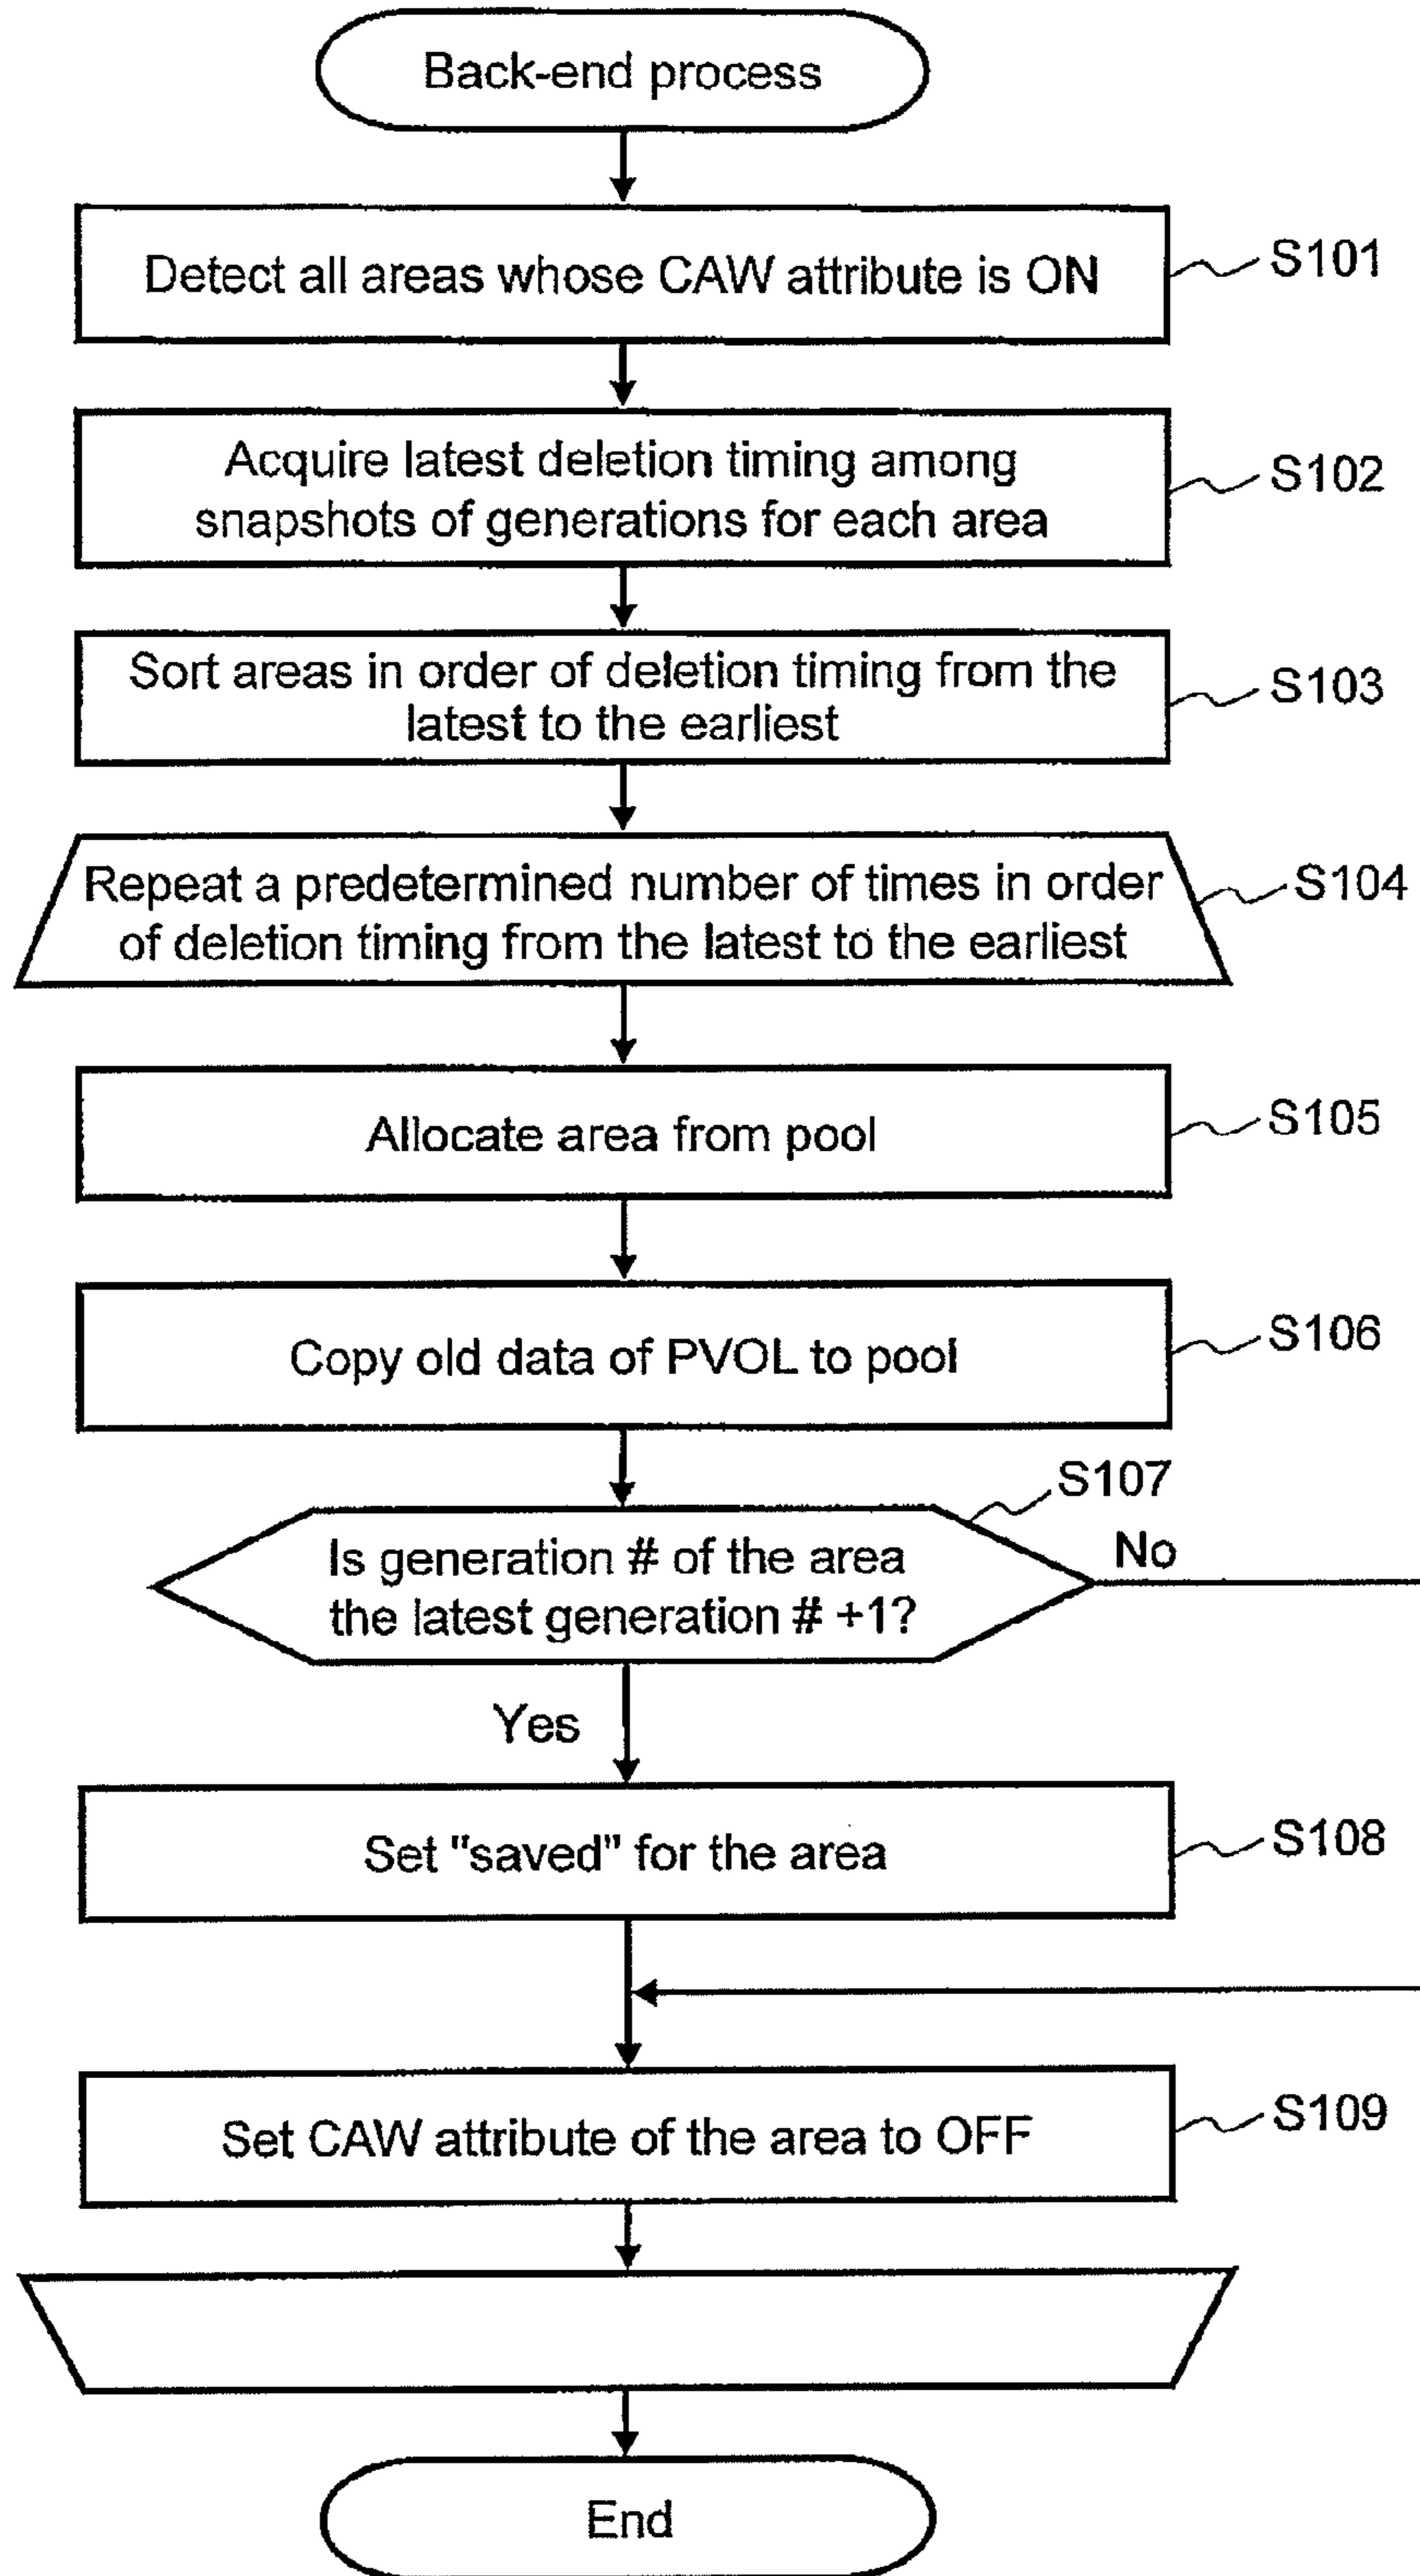 Back-end process
Detect all areas whose CAW attribute is ON
S101
Acquire latest deletion timing among
snapshots of generations for each area
S102
Sort areas in order of deletion timing from the
latest to the earliest
S103
Repeat a predetermined number of times in order
of deletion timing from the latest to the earliest
S104
Allocate area from pool
S105
Copy old data of PVOL to pool
S106
S107
Is generation # of the area
the latest generation # +1?
No
Yes
Set "saved" for the area
S108
Set CAW attribute of the area to OFF
S109
End